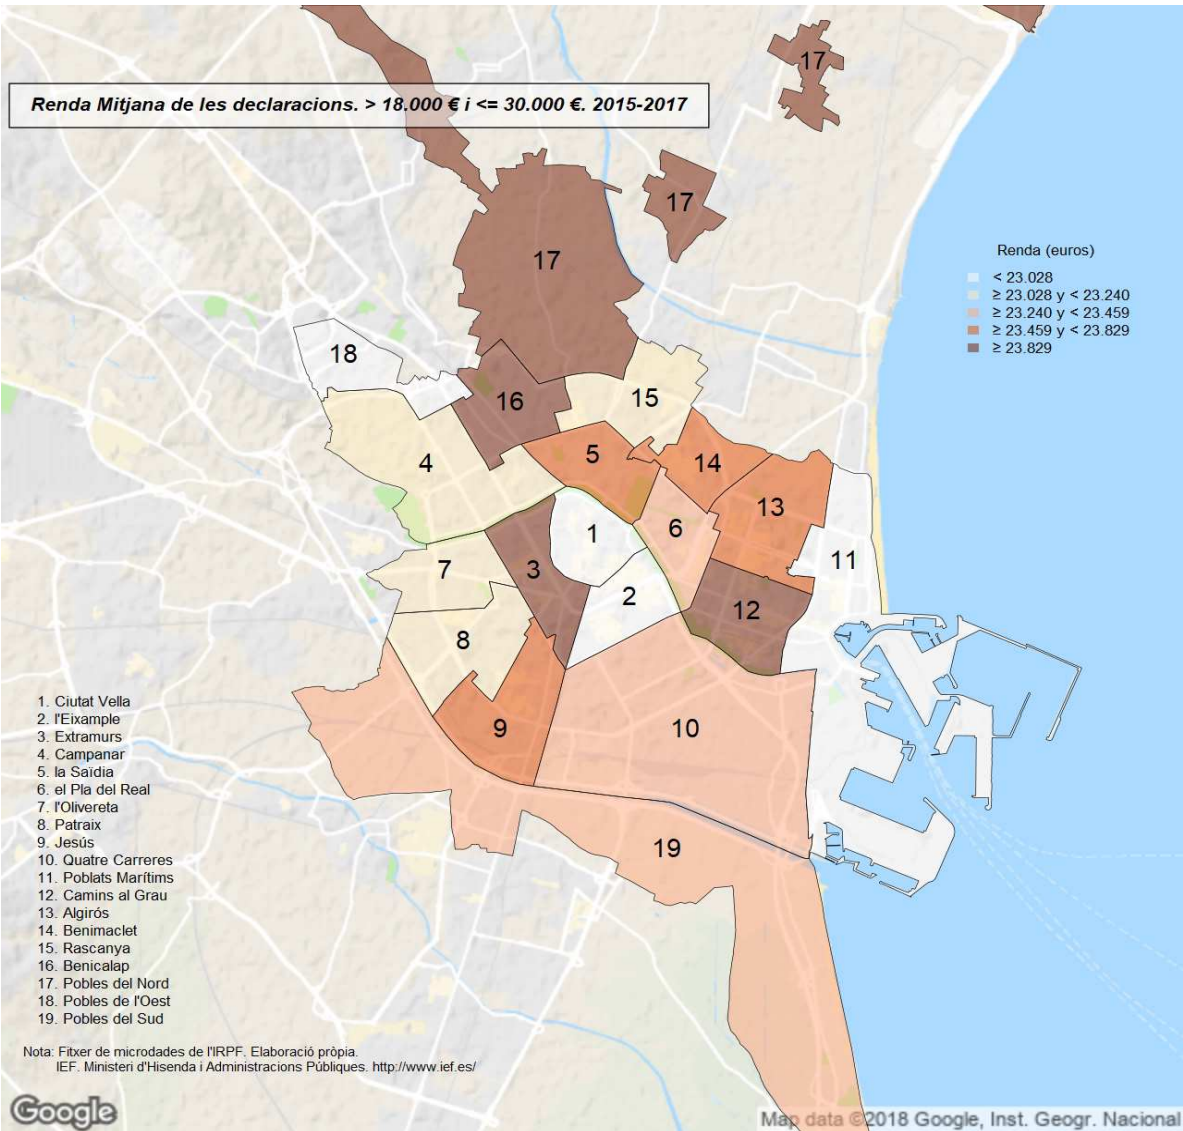 Renda Mitjana de les declaracions. > 18.000 € i <= 30.000 €. 2015-2017
17
17
17
Renda (euros)
< 23.028
≥ 23.028 y < 23.240
≥ 23.240 y < 23.459
≥ 23.459 y < 23.829
≥ 23.829
18
16
15
4
5
14
13
6
1
11
3
7
2
12
8
9
10
19
1. Ciutat Vella
2. l'Eixample
3. Extramurs
4. Campanar
5. la Saïdia
6. el Pla del Real
7. l'Olivereta
8. Patraix
9. Jesús
10. Quatre Carreres
11. Poblats Marítims
12. Camins al Grau
13. Algirós
14. Benimaclet
15. Rascanya
16. Benicalap
17. Pobles del Nord
18. Pobles de l'Oest
19. Pobles del Sud
Nota: Fitxer de microdades de l'IRPF. Elaboració pròpia.
IEF. Ministeri d'Hisenda i Administracions Públiques. http://www.ief.es/
Google
Map data ©2018 Google, Inst. Geogr. Nacional